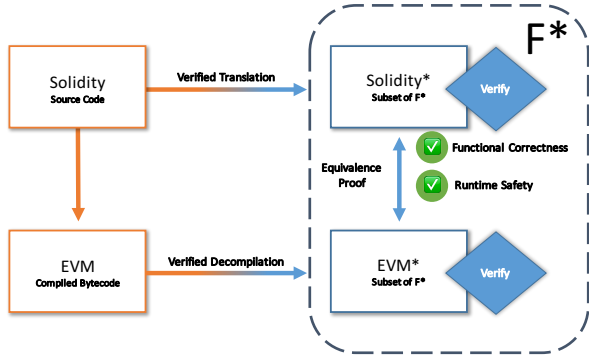 F*
Solidity
Source Code
Verified Translation
Solidity*
Subset of F*
Verify
Functional Correctness
Equivalence
Proof
Runtime Safety
EVM
Compiled Bytecode
Verified Decompilation
EVM*
Subset of F*
Verify